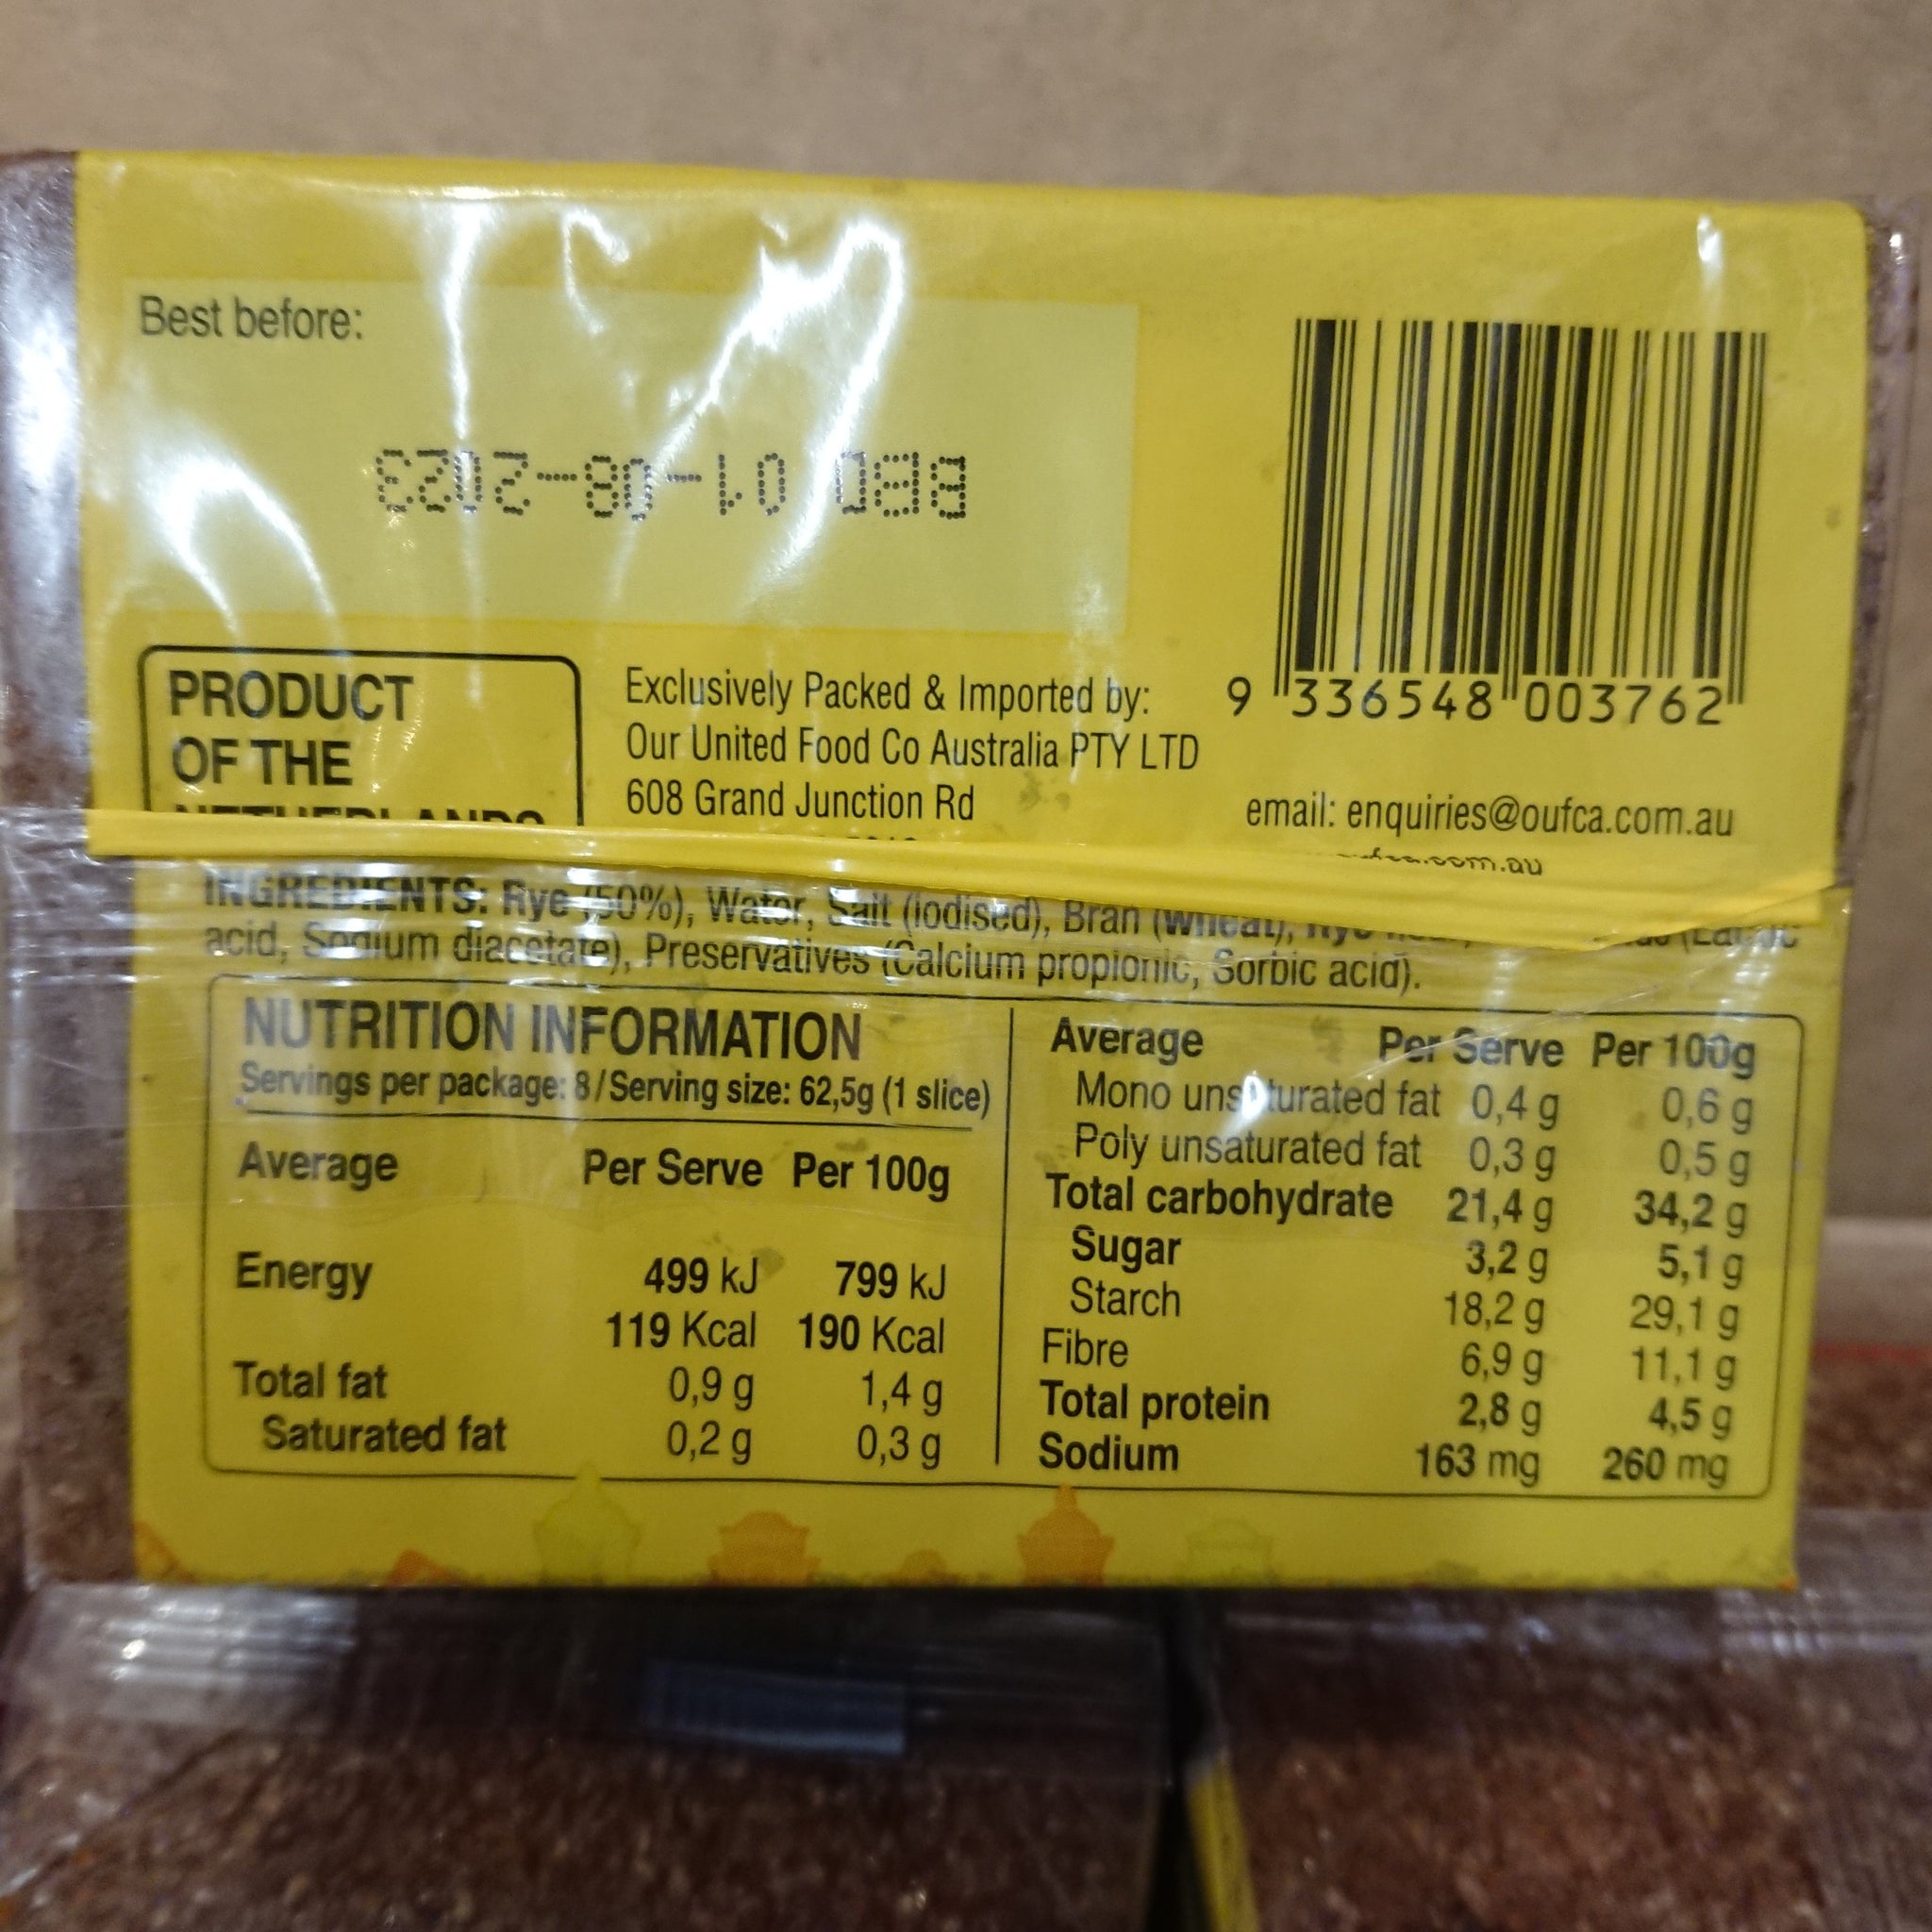 Best before:
BBD 01-08-2023
PRODUCT
OF THE
NETHERLANDS
Exclusively Packed & Imported by:
Our United Food Co Australia PTY LTD
608 Grand Junction Rd
9 336548 003762
email: enquiries@oufca.com.au
INGREDIENTS: Rye (50%), Water, Salt (iodised), Bran (wheat),
acid, Sodium diacetate), Preservatives (Calcium propionic, Sorbic acid).
NUTRITION INFORMATION
Servings per package: 8/Serving size: 62,5g (1 slice)
Average Per Serve Per 100g
Energy 499 kJ 799 kJ
119 Kcal 190 Kcal
Total fat 0,9 g 1,4 g
Saturated fat 0,2 g 0,3 g
Average Per Serve Per 100g
Mono unsaturated fat 0,4 g 0,6 g
Poly unsaturated fat 0,3 g 0,5 g
Total carbohydrate 21,4 g 34,2 g
Sugar 3,2 g 5,1 g
Starch 18,2 g 29,1 g
Fibre 6,9 g 11,1 g
Total protein 2,8 g 4,5 g
Sodium 163 mg 260 mg